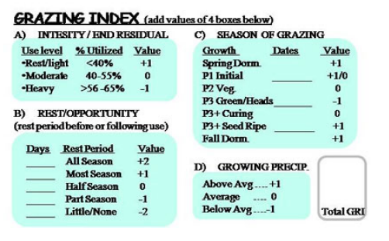 GRAZING INDEX (add values of 4 boxes below)
A) INTESITY / END RESIDUAL
Use level % Utilized Value
•Rest/light <40% +1
•Moderate 40-55% 0
•Heavy >56 -65% -1
B) REST/OPPORTUNITY
(rest period before or following use)
Days Rest Period Value
____ All Season +2
____ Most Season +1
____ Half Season 0
____ Part Season -1
____ Little/None -2
C) SEASON OF GRAZING
Growth Dates Value
Spring Dorm. +1
P1 Initial ______ +1/0
P2 Veg. 0
P3 Green/Heads ______ -1
P3+ Curing 0
P3+ Seed Ripe ______ +1
Fall Dorm. +1
D) GROWING PRECIP.
Above Avg .... +1
Average .... 0
Below Avg ....-1
Total GRI